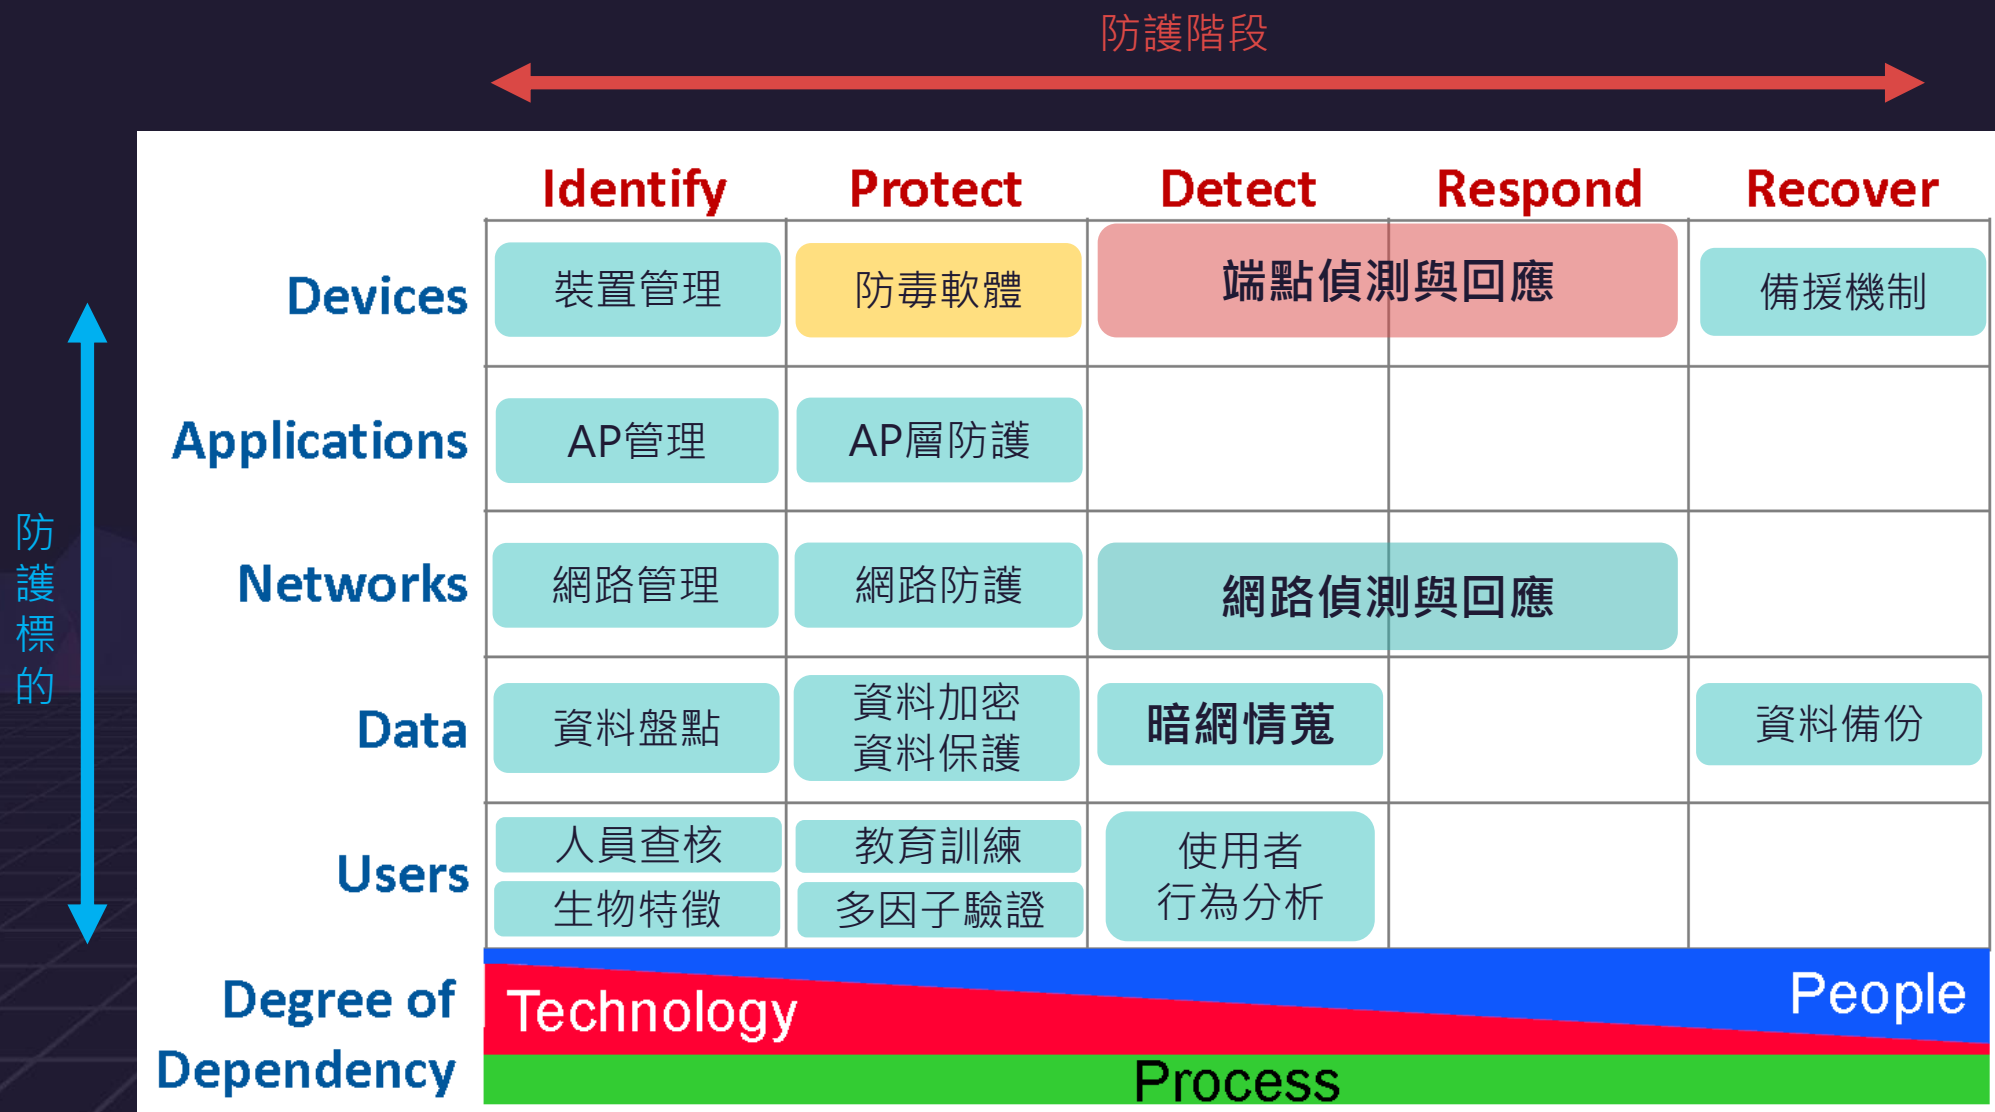 防護階段
Identify Protect Detect Respond Recover
Devices 裝置管理 防毒軟體 端點偵測與回應 備援機制
Applications AP管理 AP層防護
防護標的
Networks 網路管理 網路防護 網路偵測與回應
Data 資料盤點 資料加密 資料保護 暗網情蒐 資料備份
Users 人員查核 教育訓練 使用者 行為分析
生物特徵 多因子驗證
Degree of Dependency
Technology People
Process